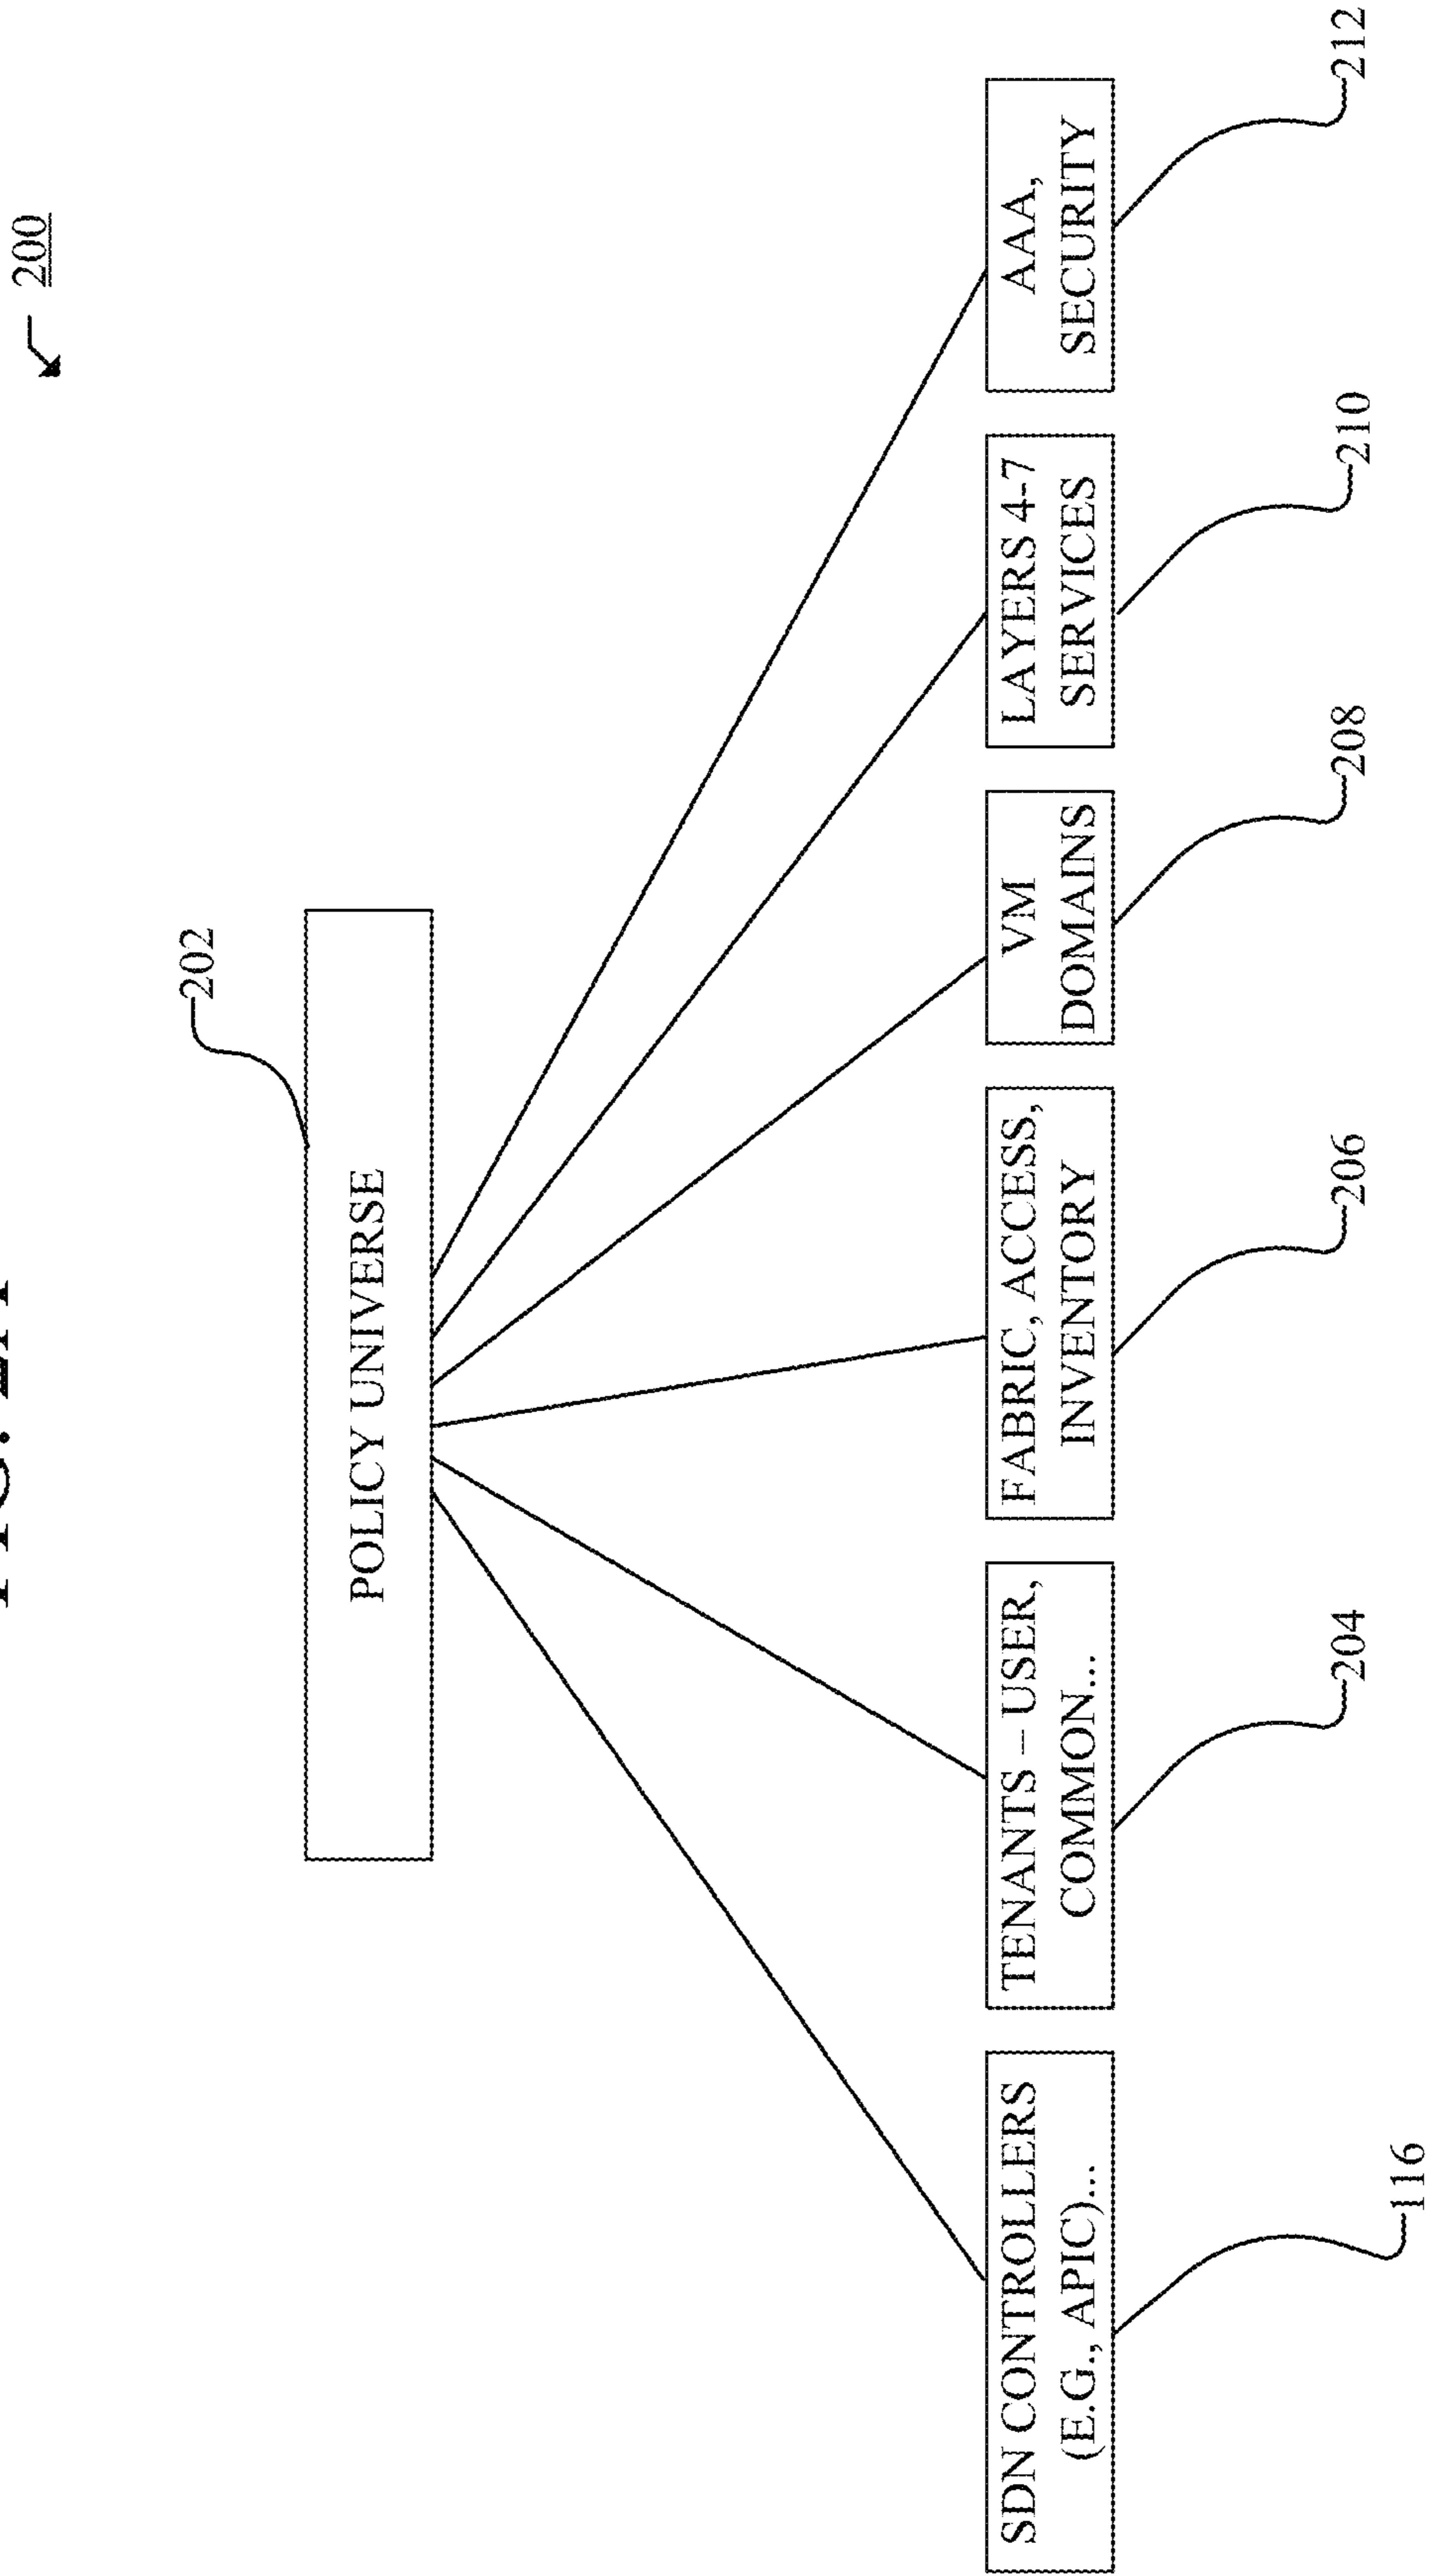 200
202
POLICY UNIVERSE
SDN CONTROLLERS
(E.G., APIC)...
TENANTS – USER,
COMMON...
FABRIC, ACCESS,
INVENTORY
VM
DOMAINS
LAYERS 4-7
SERVICES
AAA,
SECURITY
116
204
206
208
210
212